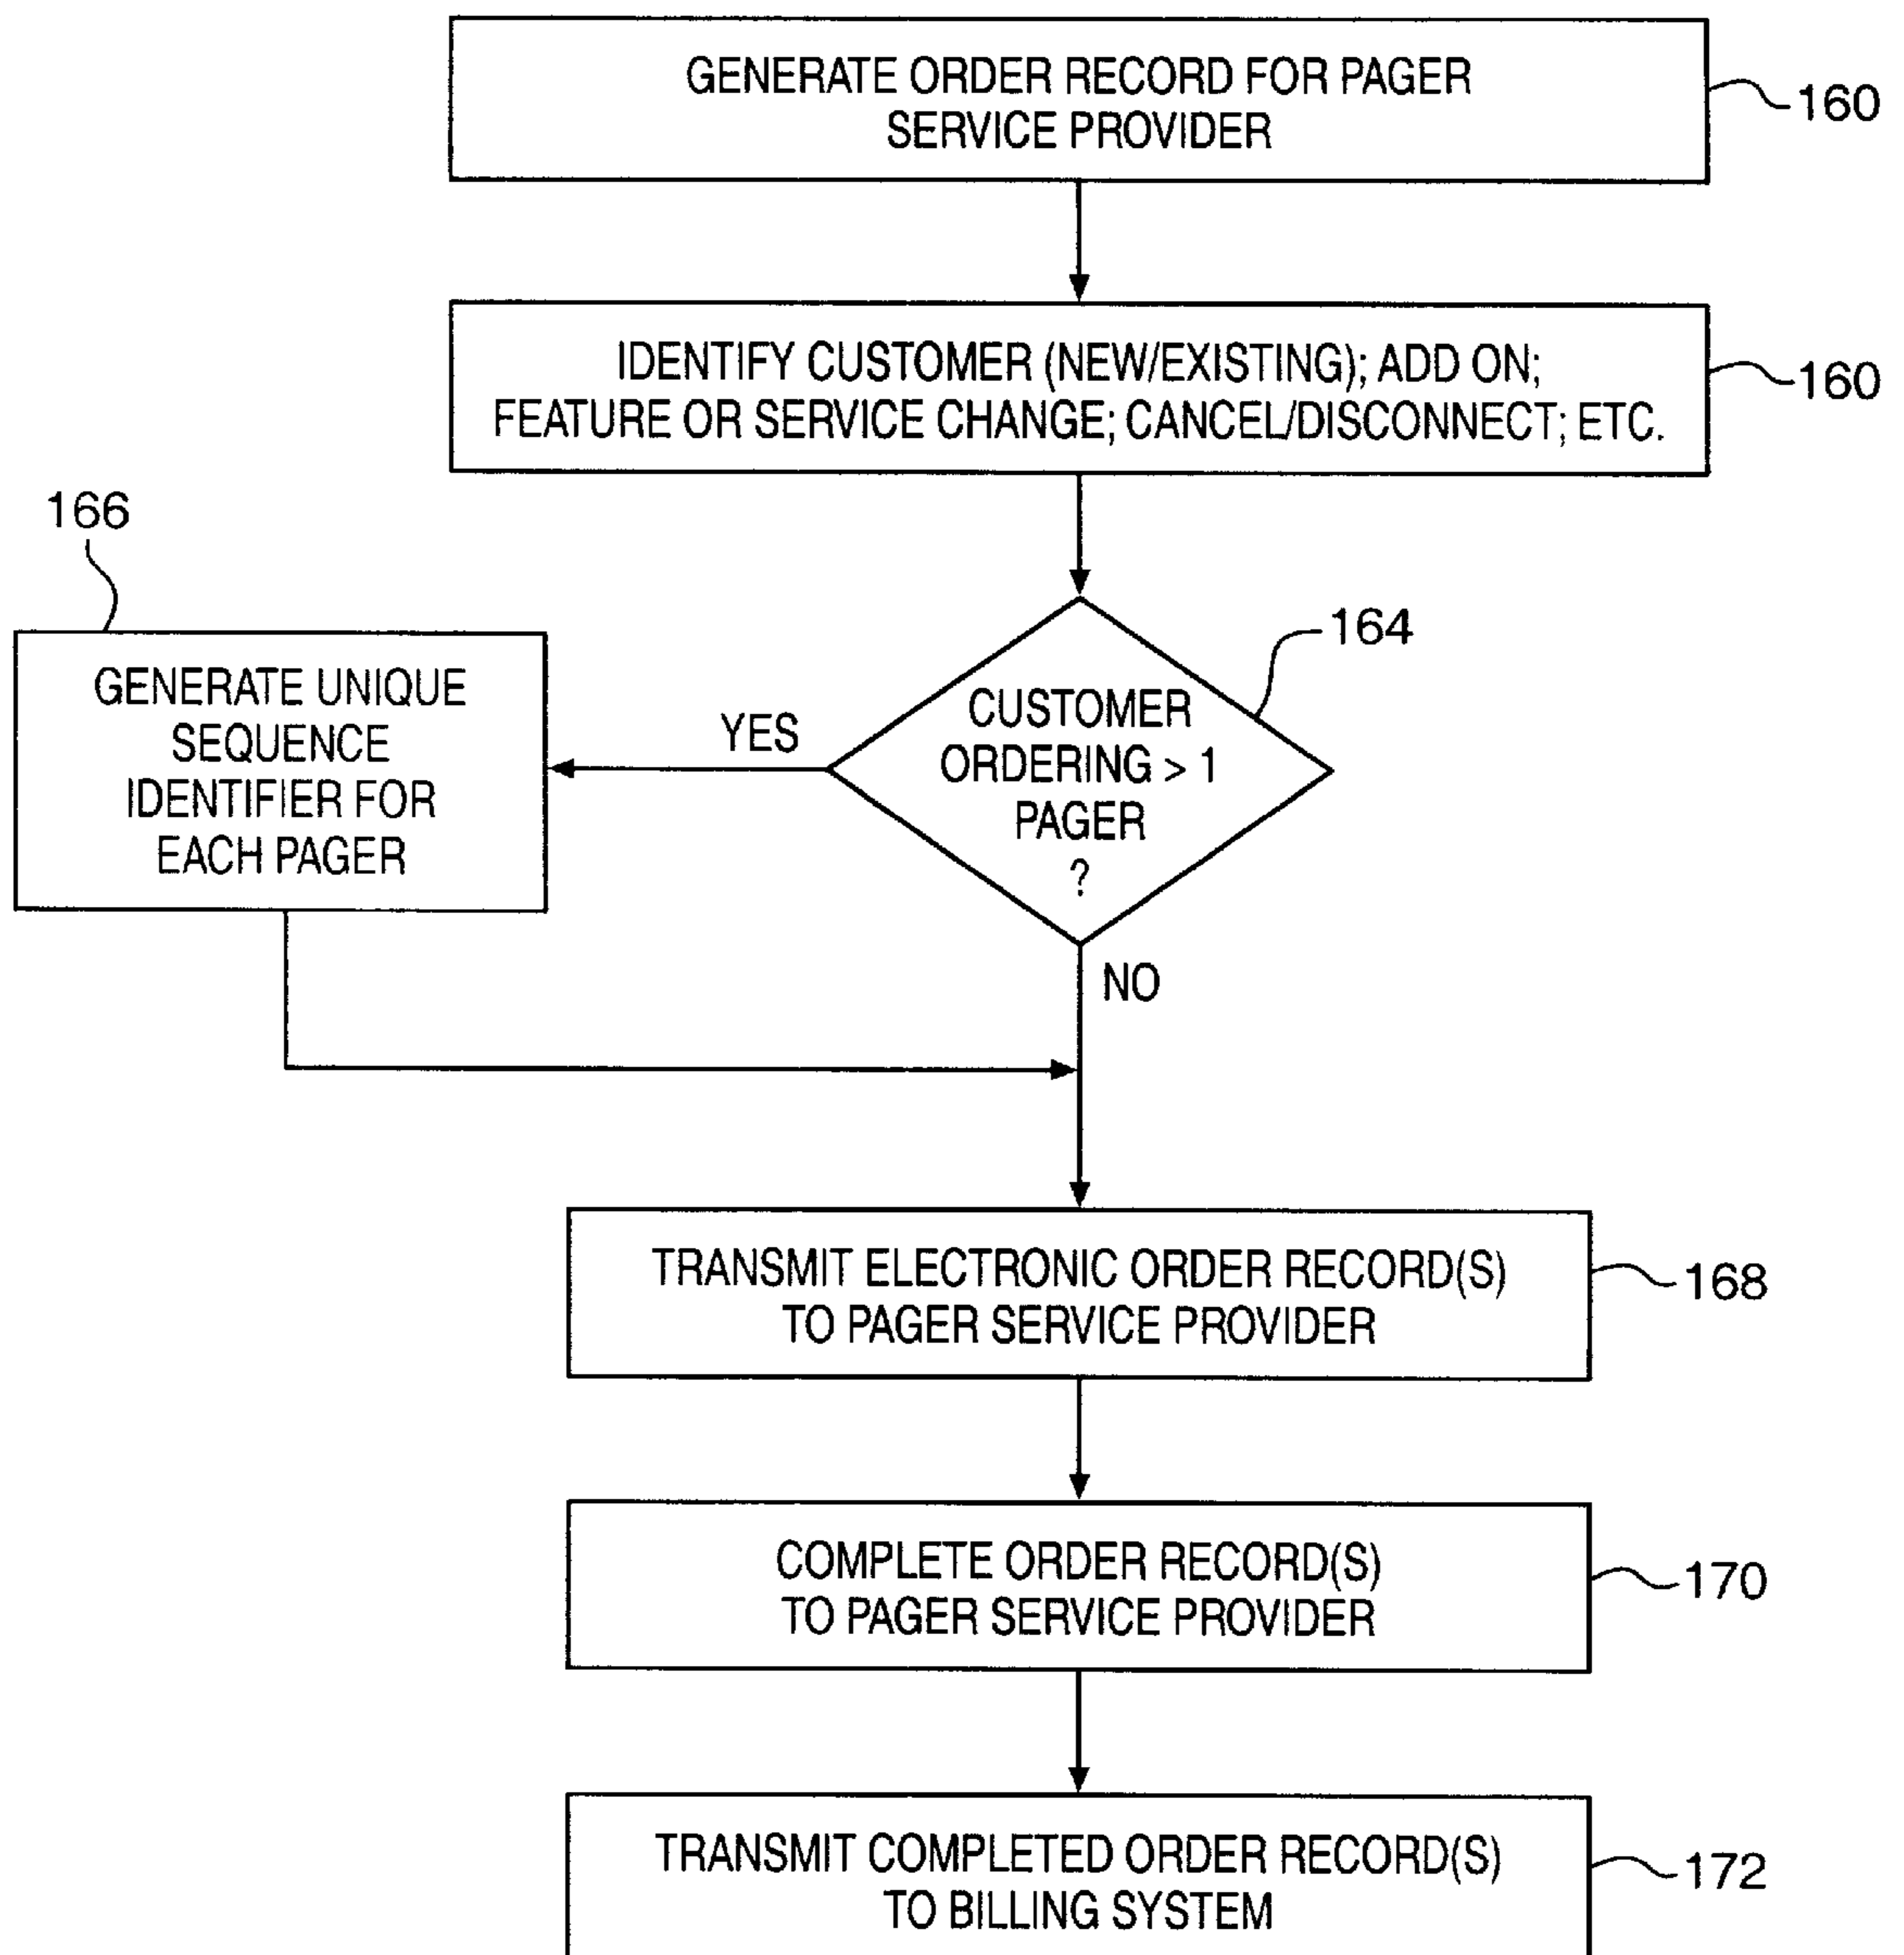 GENERATE ORDER RECORD FOR PAGER
SERVICE PROVIDER
160
IDENTIFY CUSTOMER (NEW/EXISTING); ADD ON;
FEATURE OR SERVICE CHANGE; CANCEL/DISCONNECT; ETC.
160
166
164
GENERATE UNIQUE
SEQUENCE
IDENTIFIER FOR
EACH PAGER
YES
CUSTOMER
ORDERING > 1
PAGER
?
NO
TRANSMIT ELECTRONIC ORDER RECORD(S)
TO PAGER SERVICE PROVIDER
168
COMPLETE ORDER RECORD(S)
TO PAGER SERVICE PROVIDER
170
TRANSMIT COMPLETED ORDER RECORD(S)
TO BILLING SYSTEM
172